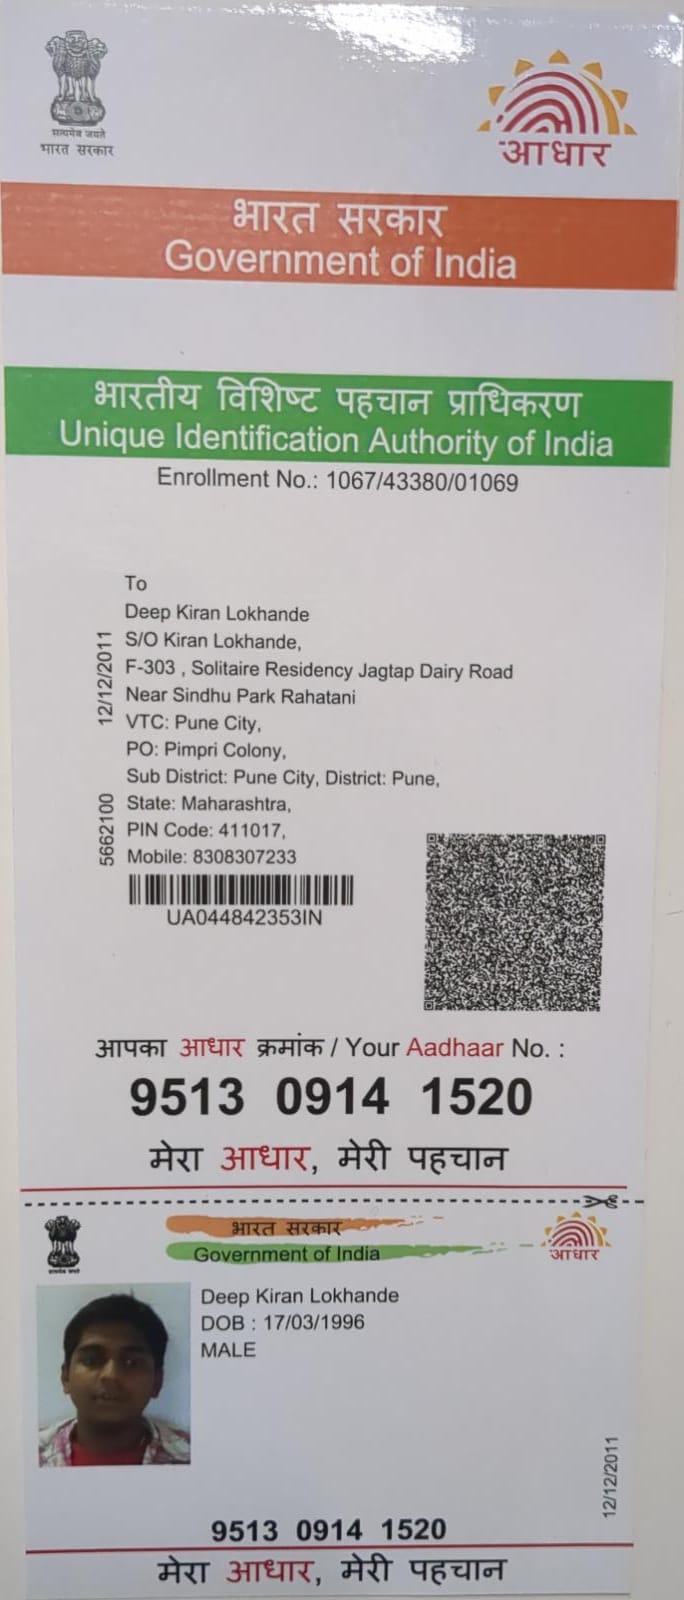 सत्यमेव जयते
भारत सरकार
आधार
भारत सरकार
Government of India
भारतीय विशिष्ट पहचान प्राधिकरण
Unique Identification Authority of India
Enrollment No.: 1067/43380/01069
To
Deep Kiran Lokhande
S/O Kiran Lokhande,
F-303 , Solitaire Residency Jagtap Dairy Road
Near Sindhu Park Rahatani
VTC: Pune City,
PO: Pimpri Colony,
Sub District: Pune City, District: Pune,
State: Maharashtra,
PIN Code: 411017,
Mobile: 8308307233
12/12/2011
5662100
UA044842353IN
आपका आधार क्रमांक / Your Aadhaar No. :
9513 0914 1520
मेरा आधार, मेरी पहचान
भारत सरकार
Government of India
आधार
Deep Kiran Lokhande
DOB : 17/03/1996
MALE
12/12/2011
9513 0914 1520
मेरा आधार, मेरी पहचान